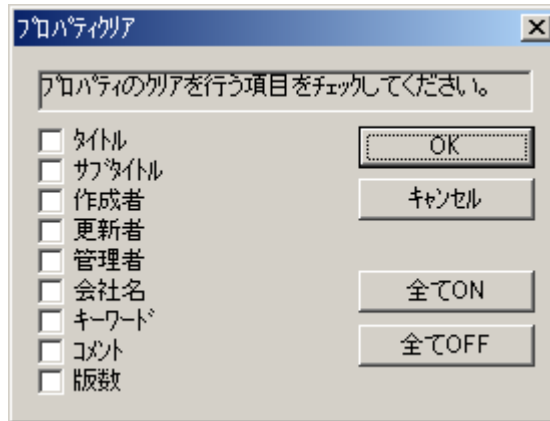 ﾌﾟﾛﾊﾟﾃｨｸﾘｱ
ﾌﾟﾛﾊﾟﾃｨのｸﾘｱを行う項目をﾁｪｯｸしてください。
ﾀｲﾄﾙ
ｻﾌﾞﾀｲﾄﾙ
作成者
更新者
管理者
会社名
ｷｰﾜｰﾄﾞ
ｺﾒﾝﾄ
版数
OK
ｷｬﾝｾﾙ
全てON
全てOFF